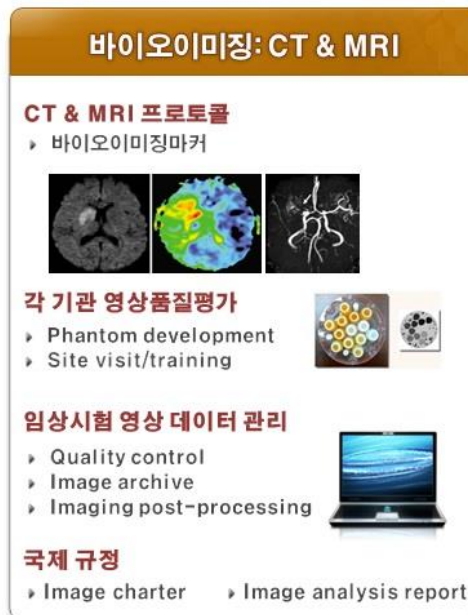 바이오이미징: CT & MRI
CT & MRI 프로토콜
바이오이미징마커
각 기관 영상품질평가
Phantom development
Site visit/training
임상시험 영상 데이터 관리
Quality control
Image archive
Imaging post-processing
국제 규정
Image charter
Image analysis report